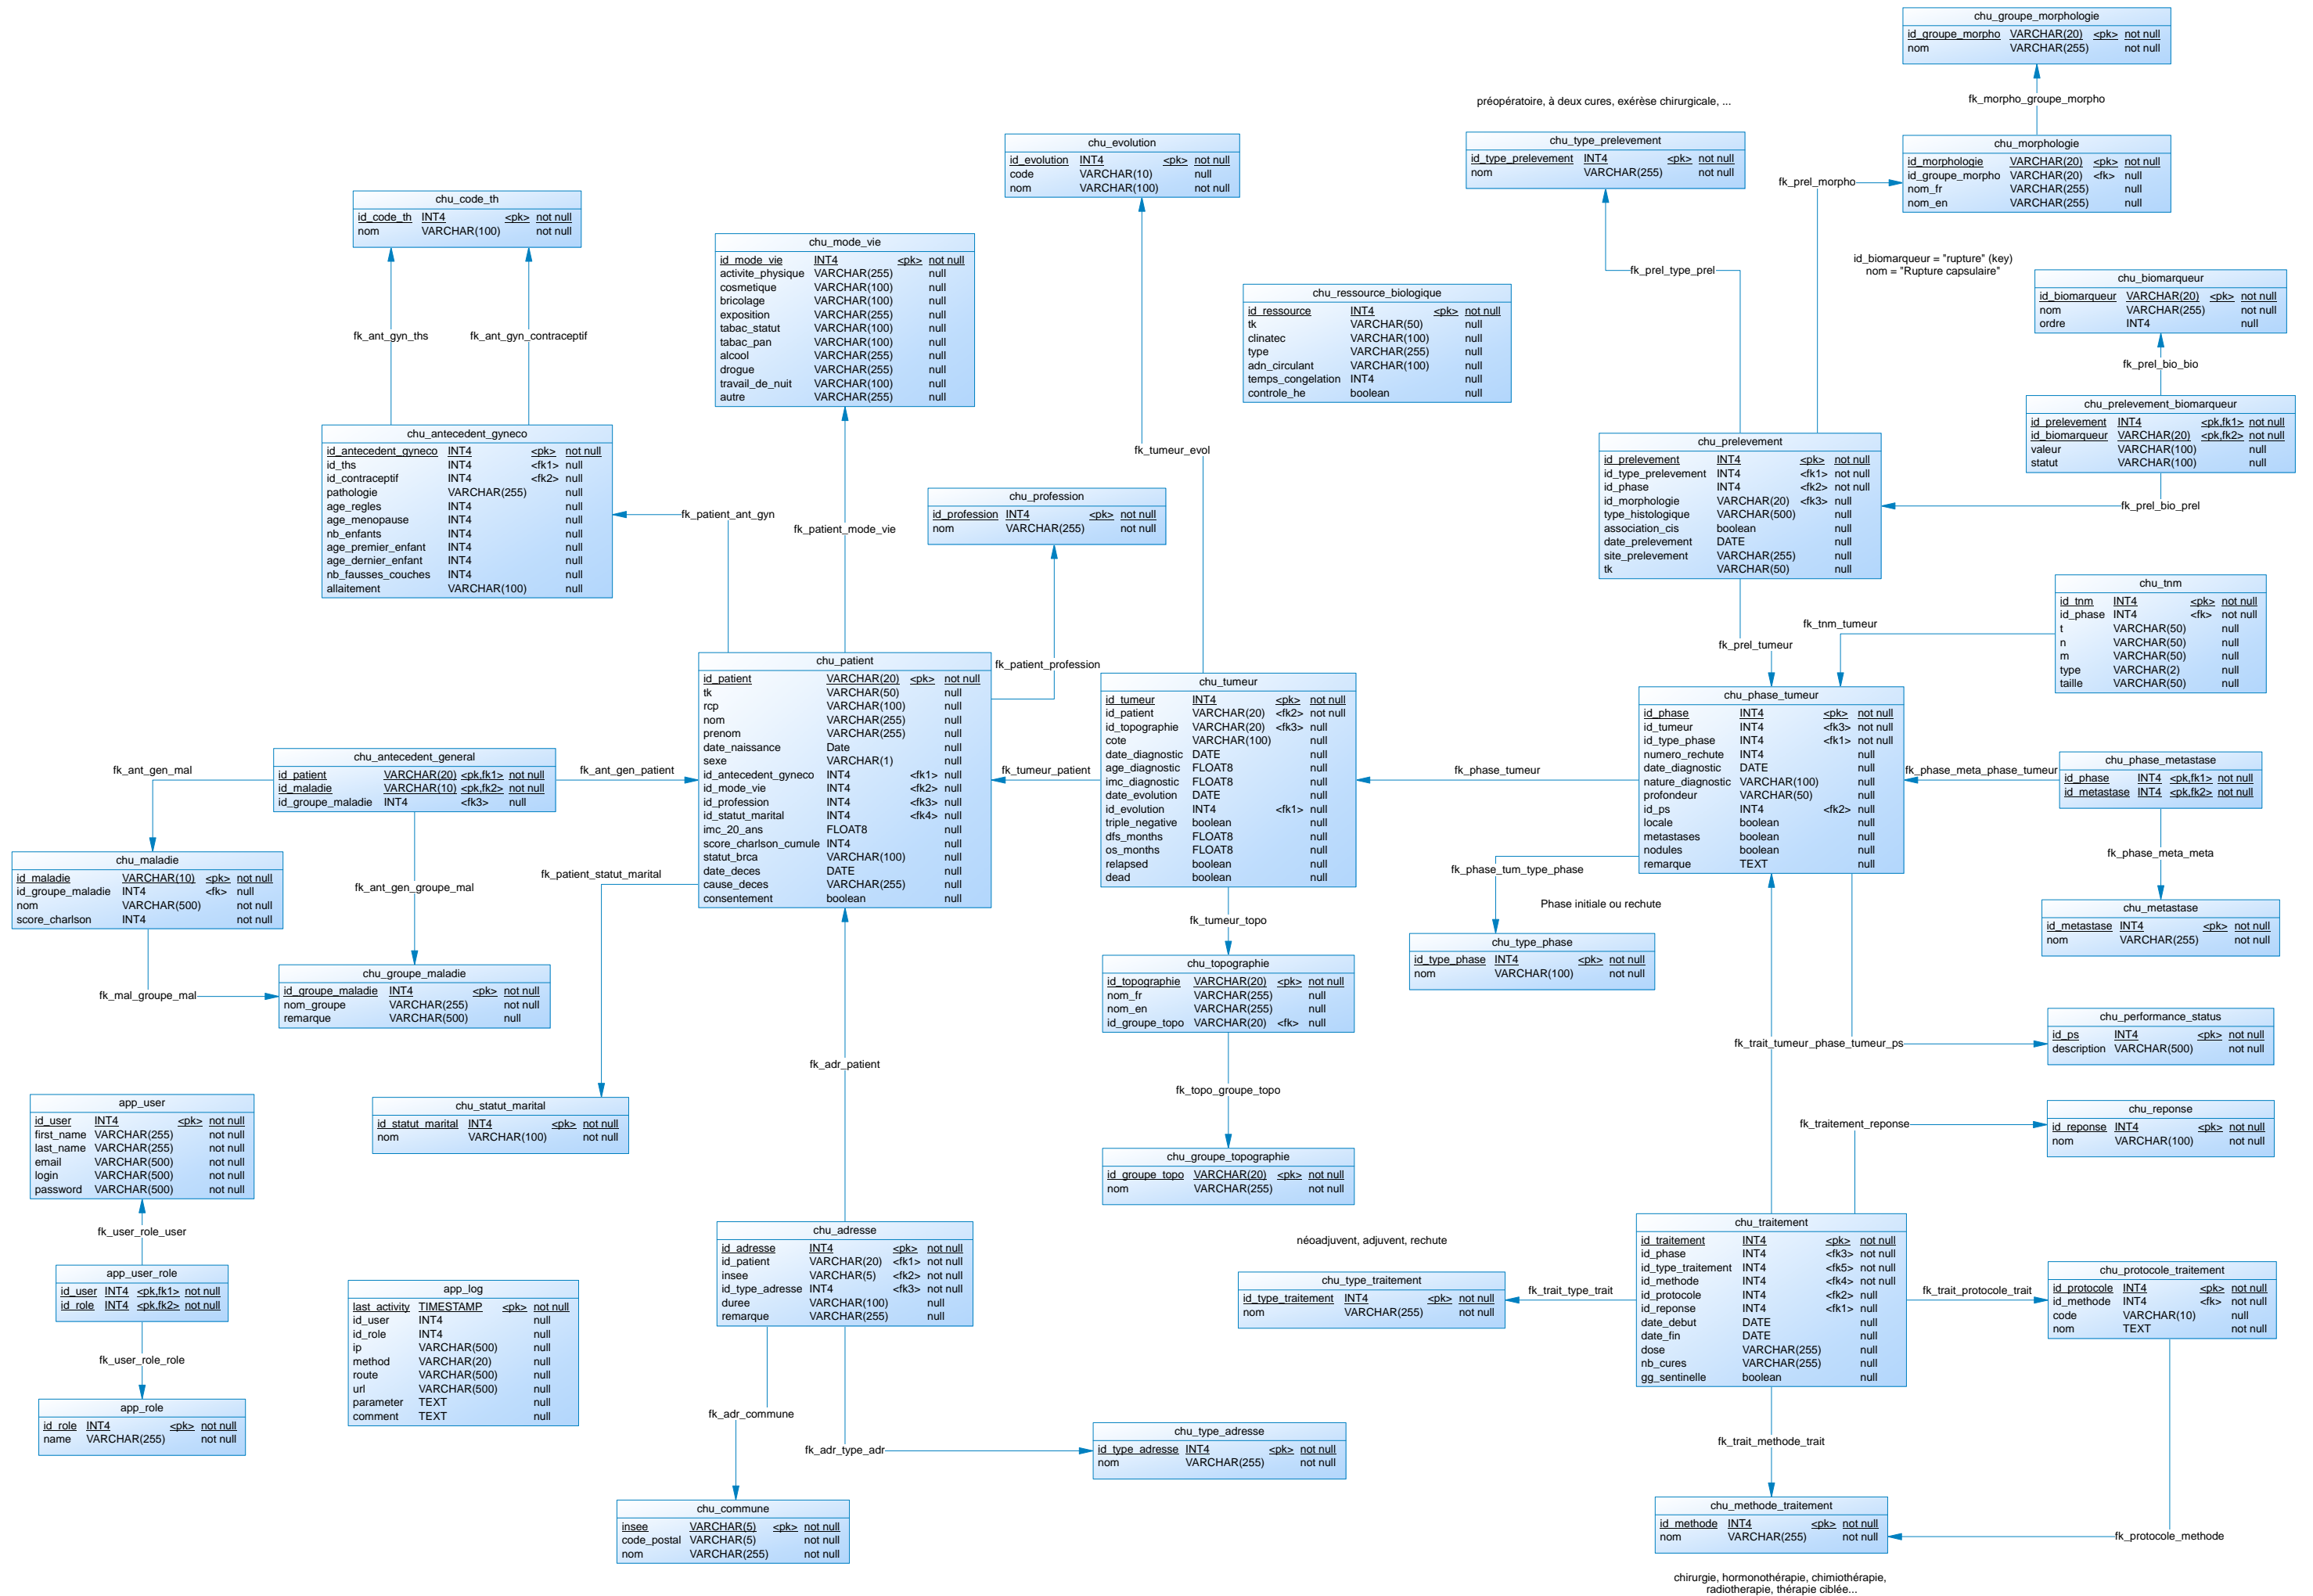 chu_groupe_morphologie
id_groupe_morpho VARCHAR(20) <pk> not null
nom VARCHAR(255) not null
fk_morpho_groupe_morpho
préopératoire, à deux cures, exérèse chirurgicale, ...
chu_evolution
id_evolution INT4 <pk> not null
code VARCHAR(10) null
nom VARCHAR(100) not null
chu_type_prelevement
id_type_prelevement INT4 <pk> not null
nom VARCHAR(255) not null
chu_morphologie
id_morphologie VARCHAR(20) <pk> not null
id_groupe_morpho VARCHAR(20) <fk> null
nom_fr VARCHAR(255) null
nom_en VARCHAR(255) null
fk_prel_morpho
chu_code_th
id_code_th INT4 <pk> not null
nom VARCHAR(100) not null
chu_mode_vie
id_mode_vie INT4 <pk> not null
activite_physique VARCHAR(255) null
cosmetique VARCHAR(100) null
bricolage VARCHAR(100) null
exposition VARCHAR(255) null
tabac_statut VARCHAR(100) null
tabac_pan VARCHAR(100) null
alcool VARCHAR(255) null
drogue VARCHAR(255) null
travail_de_nuit VARCHAR(100) null
autre VARCHAR(255) null
fk_prel_type_prel
id_biomarqueur = "rupture" (key)
nom = "Rupture capsulaire"
chu_biomarqueur
id_biomarqueur VARCHAR(20) <pk> not null
nom VARCHAR(255) not null
ordre INT4 null
chu_ressource_biologique
id_ressource INT4 <pk> not null
tk VARCHAR(50) null
clinatec VARCHAR(100) null
type VARCHAR(255) null
adn_circulant VARCHAR(100) null
temps_congelation INT4 null
controle_he boolean null
fk_ant_gyn_ths
fk_ant_gyn_contraceptif
fk_prel_bio_bio
chu_prelevement_biomarqueur
id_prelevement INT4 <pk,fk1> not null
id_biomarqueur VARCHAR(20) <pk,fk2> not null
valeur VARCHAR(100) null
statut VARCHAR(100) null
chu_antecedent_gyneco
id_antecedent_gyneco INT4 <pk> not null
id_ths INT4 <fk1> null
id_contraceptif INT4 <fk2> null
pathologie VARCHAR(255) null
age_regles INT4 null
age_menopause INT4 null
nb_enfants INT4 null
age_premier_enfant INT4 null
age_dernier_enfant INT4 null
nb_fausses_couches INT4 null
allaitement VARCHAR(100) null
fk_tumeur_evol
chu_prelevement
id_prelevement INT4 <pk> not null
id_type_prelevement INT4 <fk1> not null
id_phase INT4 <fk2> not null
id_morphologie VARCHAR(20) <fk3> null
type_histologique VARCHAR(500) null
association_cis boolean null
date_prelevement DATE null
site_prelevement VARCHAR(255) null
tk VARCHAR(50) null
fk_prel_bio_prel
chu_profession
id_profession INT4 <pk> not null
nom VARCHAR(255) not null
fk_patient_ant_gyn
fk_patient_mode_vie
chu_tnm
id_tnm INT4 <pk> not null
id_phase INT4 <fk> not null
t VARCHAR(50) null
n VARCHAR(50) null
m VARCHAR(50) null
type VARCHAR(2) null
taille VARCHAR(50) null
fk_tnm_tumeur
fk_prel_tumeur
fk_patient_profession
chu_patient
id_patient VARCHAR(20) <pk> not null
tk VARCHAR(50) null
rcp VARCHAR(100) null
nom VARCHAR(255) null
prenom VARCHAR(255) null
date_naissance Date null
sexe VARCHAR(1) null
id_antecedent_gyneco INT4 <fk1> null
id_mode_vie INT4 <fk2> null
id_profession INT4 <fk3> null
id_statut_marital INT4 <fk4> null
imc_20_ans FLOAT8 null
score_charlson_cumule INT4 null
statut_brca VARCHAR(100) null
date_deces DATE null
cause_deces VARCHAR(255) null
consentement boolean null
chu_tumeur
id_tumeur INT4 <pk> not null
id_patient VARCHAR(20) <fk2> not null
id_topographie VARCHAR(20) <fk3> null
cote VARCHAR(100) null
date_diagnostic DATE null
age_diagnostic FLOAT8 null
imc_diagnostic FLOAT8 null
date_evolution DATE null
id_evolution INT4 <fk1> null
triple_negative boolean null
dfs_months FLOAT8 null
os_months FLOAT8 null
relapsed boolean null
dead boolean null
chu_phase_tumeur
id_phase INT4 <pk> not null
id_tumeur INT4 <fk3> not null
id_type_phase INT4 <fk1> not null
numero_rechute INT4 null
date_diagnostic DATE null
nature_diagnostic VARCHAR(100) null
profondeur VARCHAR(50) null
id_ps INT4 <fk2> null
locale boolean null
metastases boolean null
nodules boolean null
remarque TEXT null
chu_antecedent_general
id_patient VARCHAR(20) <pk,fk1> not null
id_maladie VARCHAR(10) <pk,fk2> not null
id_groupe_maladie INT4 <fk3> null
fk_ant_gen_mal
fk_ant_gen_patient
fk_tumeur_patient
fk_phase_tumeur
fk_phase_meta_phase_tumeur
chu_phase_metastase
id_phase INT4 <pk,fk1> not null
id_metastase INT4 <pk,fk2> not null
chu_maladie
id_maladie VARCHAR(10) <pk> not null
id_groupe_maladie INT4 <fk> null
nom VARCHAR(500) not null
score_charlson INT4 not null
fk_ant_gen_groupe_mal
fk_patient_statut_marital
fk_phase_tum_type_phase
fk_phase_meta_meta
Phase initiale ou rechute
chu_metastase
id_metastase INT4 <pk> not null
nom VARCHAR(255) not null
fk_tumeur_topo
chu_type_phase
id_type_phase INT4 <pk> not null
nom VARCHAR(100) not null
chu_groupe_maladie
id_groupe_maladie INT4 <pk> not null
nom_groupe VARCHAR(255) not null
remarque VARCHAR(500) null
fk_mal_groupe_mal
chu_topographie
id_topographie VARCHAR(20) <pk> not null
nom_fr VARCHAR(255) null
nom_en VARCHAR(255) null
id_groupe_topo VARCHAR(20) <fk> null
chu_performance_status
id_ps INT4 <pk> not null
description VARCHAR(500) not null
fk_trait_tumeur_phase_tumeur_ps
fk_adr_patient
fk_topo_groupe_topo
app_user
id_user INT4 <pk> not null
first_name VARCHAR(255) not null
last_name VARCHAR(255) not null
email VARCHAR(500) not null
login VARCHAR(500) not null
password VARCHAR(500) not null
chu_statut_marital
id_statut_marital INT4 <pk> not null
nom VARCHAR(100) not null
chu_reponse
id_reponse INT4 <pk> not null
nom VARCHAR(100) not null
fk_traitement_reponse
chu_groupe_topographie
id_groupe_topo VARCHAR(20) <pk> not null
nom VARCHAR(255) not null
fk_user_role_user
chu_adresse
id_adresse INT4 <pk> not null
id_patient VARCHAR(20) <fk1> not null
insee VARCHAR(5) <fk2> not null
id_type_adresse INT4 <fk3> not null
duree VARCHAR(100) null
remarque VARCHAR(255) null
chu_traitement
id_traitement INT4 <pk> not null
id_phase INT4 <fk3> not null
id_type_traitement INT4 <fk5> not null
id_methode INT4 <fk4> not null
id_protocole INT4 <fk2> null
id_reponse INT4 <fk1> null
date_debut DATE null
date_fin DATE null
dose VARCHAR(255) null
nb_cures VARCHAR(255) null
gg_sentinelle boolean null
néoadjuvent, adjuvent, rechute
app_user_role
id_user INT4 <pk,fk1> not null
id_role INT4 <pk,fk2> not null
app_log
last_activity TIMESTAMP <pk> not null
id_user INT4 null
id_role INT4 null
ip VARCHAR(500) null
method VARCHAR(20) null
route VARCHAR(500) null
url VARCHAR(500) null
parameter TEXT null
comment TEXT null
chu_type_traitement
id_type_traitement INT4 <pk> not null
nom VARCHAR(255) not null
fk_trait_type_trait
fk_trait_protocole_trait
chu_protocole_traitement
id_protocole INT4 <pk> not null
id_methode INT4 <fk> not null
code VARCHAR(10) null
nom TEXT not null
fk_user_role_role
app_role
id_role INT4 <pk> not null
name VARCHAR(255) not null
fk_adr_commune
fk_adr_type_adr
chu_type_adresse
id_type_adresse INT4 <pk> not null
nom VARCHAR(255) not null
fk_trait_methode_trait
chu_commune
insee VARCHAR(5) <pk> not null
code_postal VARCHAR(5) not null
nom VARCHAR(255) not null
chu_methode_traitement
id_methode INT4 <pk> not null
nom VARCHAR(255) not null
fk_protocole_methode
chirurgie, hormonothérapie, chimiothérapie,
radiotherapie, thérapie ciblée...